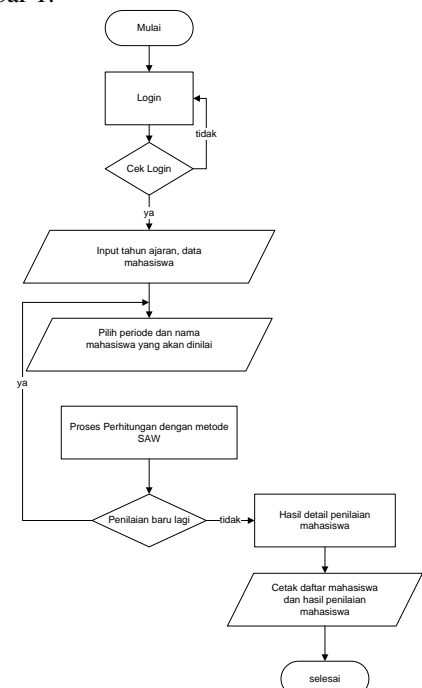 Mulai
Login
tidak
Cek Login
ya
Input tahun ajaran, data
mahasiswa
Pilih periode dan nama
mahasiswa yang akan dinilai
ya
Proses Perhitungan dengan metode
SAW
Penilaian baru lagi
tidak
Hasil detail penilaian
mahasiswa
Cetak daftar mahasiswa
dan hasil penilaian
mahasiswa
selesai